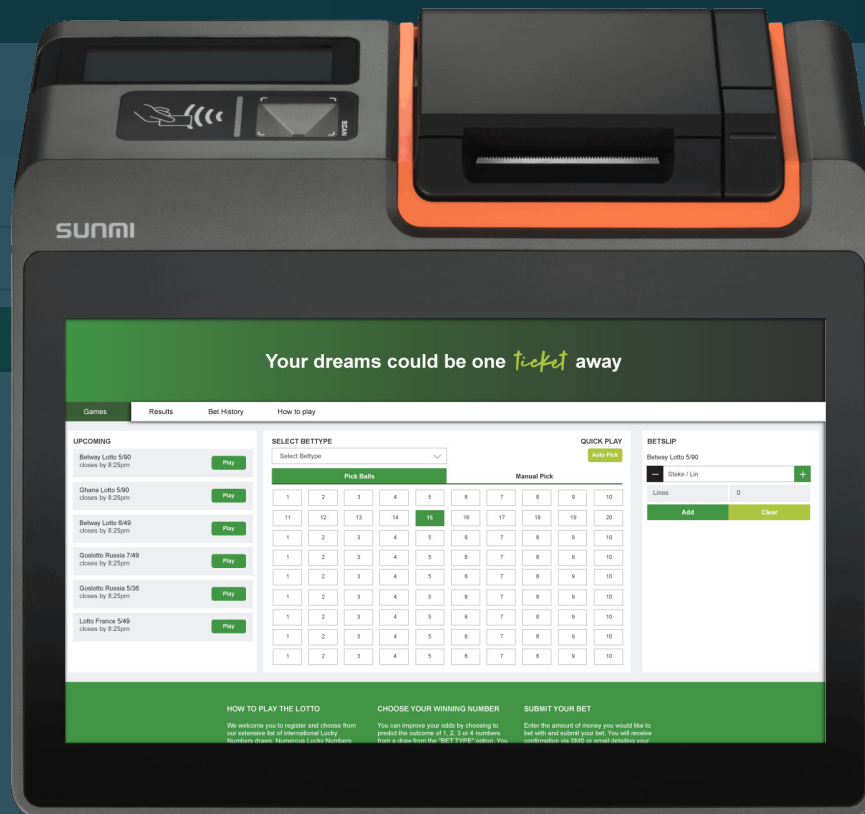 SCAN
SUNMI
Your dreams could be one ticket away
Games Results Bet History How to play
UPCOMING
Betway Lotto 5/90
closes by 8:25pm
Play
Ghana Lotto 5/90
closes by 8:25pm
Play
Betway Lotto 6/49
closes by 8:25pm
Play
Goslotto Russia 7/49
closes by 8:25pm
Play
Goslotto Russia 5/36
closes by 8:25pm
Play
Lotto France 5/49
closes by 8:25pm
Play
SELECT BETTYPE
QUICK PLAY
Select Bettype
Auto Pick
Pick Balls Manual Pick
1 2 3 4 5 6 7 8 9 10
11 12 13 14 15 16 17 18 19 20
1 2 3 4 5 6 7 8 9 10
1 2 3 4 5 6 7 8 9 10
1 2 3 4 5 6 7 8 9 10
1 2 3 4 5 6 7 8 9 10
1 2 3 4 5 6 7 8 9 10
1 2 3 4 5 6 7 8 9 10
1 2 3 4 5 6 7 8 9 10
BETSLIP
Betway Lotto 5/90
− Stake / Lin +
Lines 0
Add Clear
HOW TO PLAY THE LOTTO
We welcome you to register and choose from
our extensive list of international Lucky
Numbers draws. Numerous Lucky Numbers
CHOOSE YOUR WINNING NUMBER
You can improve your odds by choosing to
predict the outcome of 1, 2, 3 or 4 numbers
from a draw from the "BET TYPE" option. You
SUBMIT YOUR BET
Enter the amount of money you would like to
bet with and submit your bet. You will receive
confirmation via SMS or email detailing your